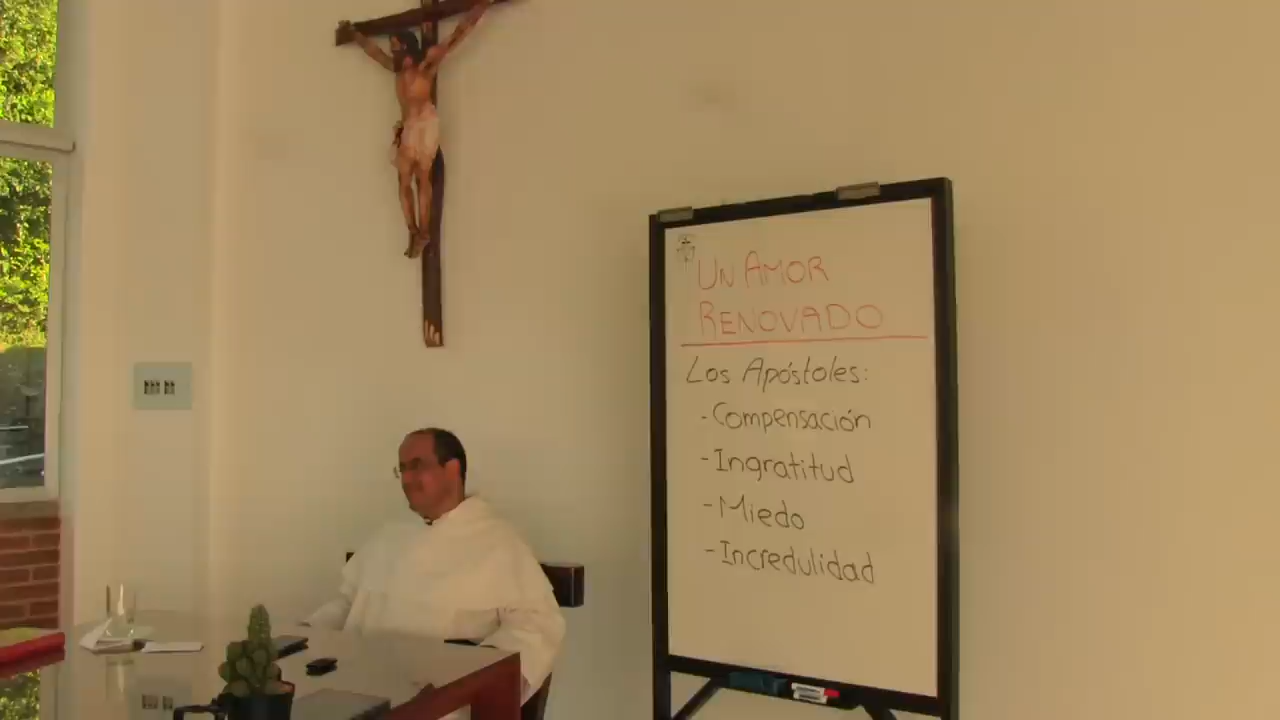 UN AMOR
RENOVADO
Los Apóstoles:
- Compensación
- Ingratitud
- Miedo
- Incredulidad